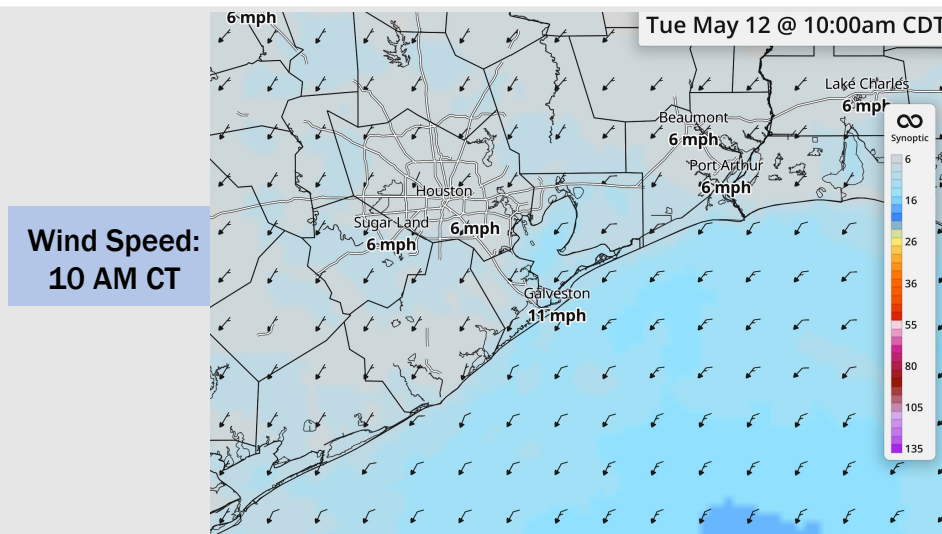 6 mph
Tue May 12 @ 10:00am CDT
Lake Charles
6 mph
Beaumont
6 mph
Port Arthur
6 mph
Houston
6 mph
Sugar Land
6 mph
Galveston
11 mph
Wind Speed:
10 AM CT
Synoptic
6
16
26
36
55
80
105
135